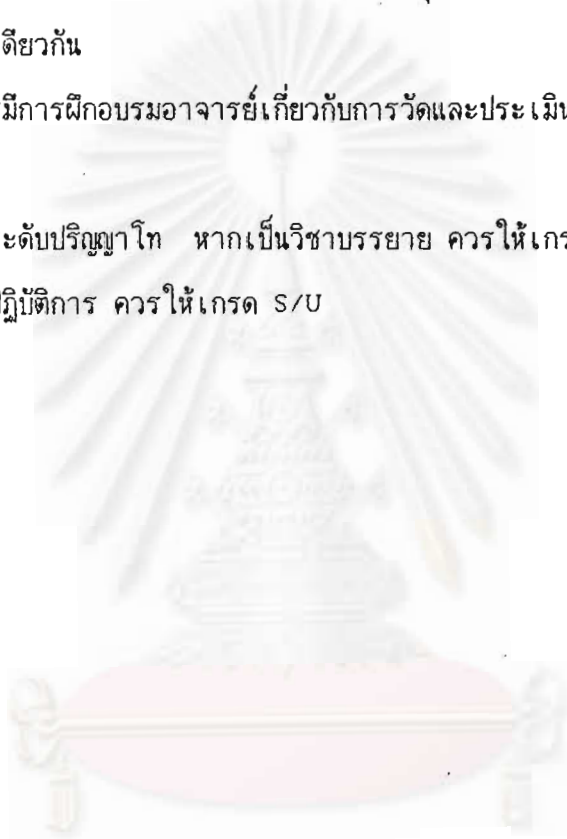 ดียวกัน
มีการฝึกอบรมอาจารย์เกี่ยวกับการวัดและประเมิน
ะดับปริญญาโท หากเป็นวิชาบรรยาย ควรให้เกร
ปฏิบัติการ ควรให้เกรด S/U